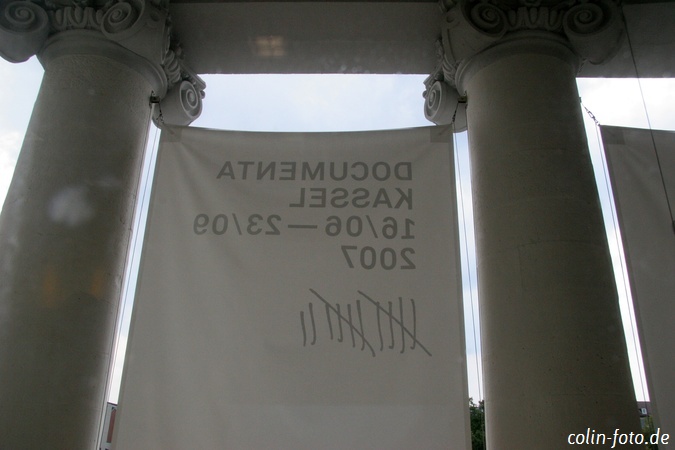 DOCUMENTA
KASSEL
16/06—23/09
2007
colin-foto.de